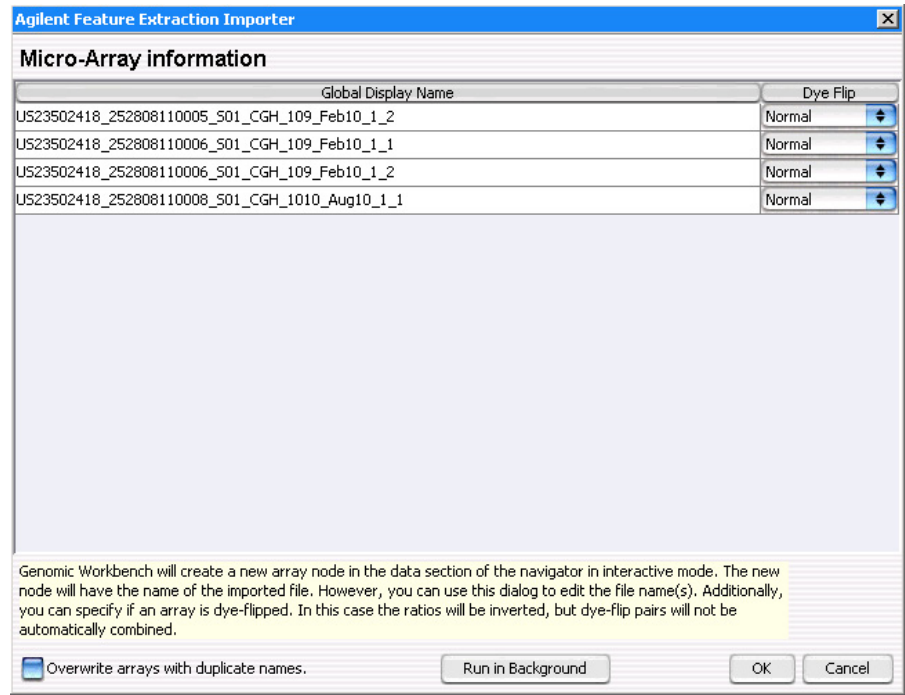 Agilent Feature Extraction Importer
Micro-Array information
Global Display Name Dye Flip
US23502418_252808110005_S01_CGH_109_Feb10_1_2 Normal
US23502418_252808110006_S01_CGH_109_Feb10_1_1 Normal
US23502418_252808110006_S01_CGH_109_Feb10_1_2 Normal
US23502418_252808110008_S01_CGH_1010_Aug10_1_1 Normal
Genomic Workbench will create a new array node in the data section of the navigator in interactive mode. The new
node will have the name of the imported file. However, you can use this dialog to edit the file name(s). Additionally,
you can specify if an array is dye-flipped. In this case the ratios will be inverted, but dye-flip pairs will not be
automatically combined.
Overwrite arrays with duplicate names. Run in Background OK Cancel